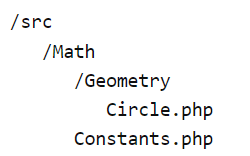 /src
/Math
/Geometry
Circle.php
Constants.php